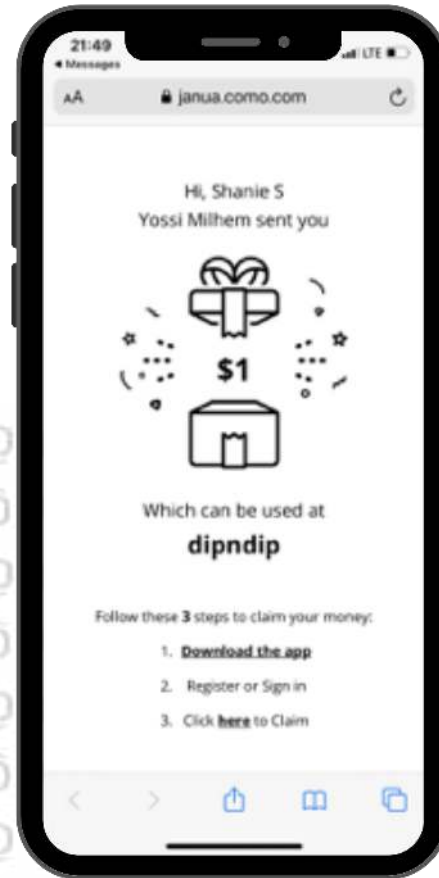 21:49
LTE
Messages
AA janua.como.com
Hi, Shanie S
Yossi Milhem sent you
$1
Which can be used at
dipndip
Follow these 3 steps to claim your money:
1. Download the app
2. Register or Sign in
3. Click here to Claim